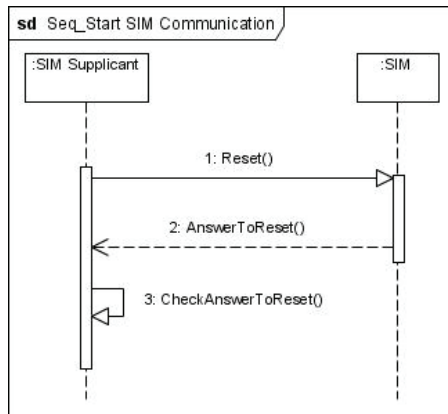 sd Seq_Start SIM Communication
:SIM Supplicant
:SIM
1: Reset()
2: AnswerToReset()
3: CheckAnswerToReset()